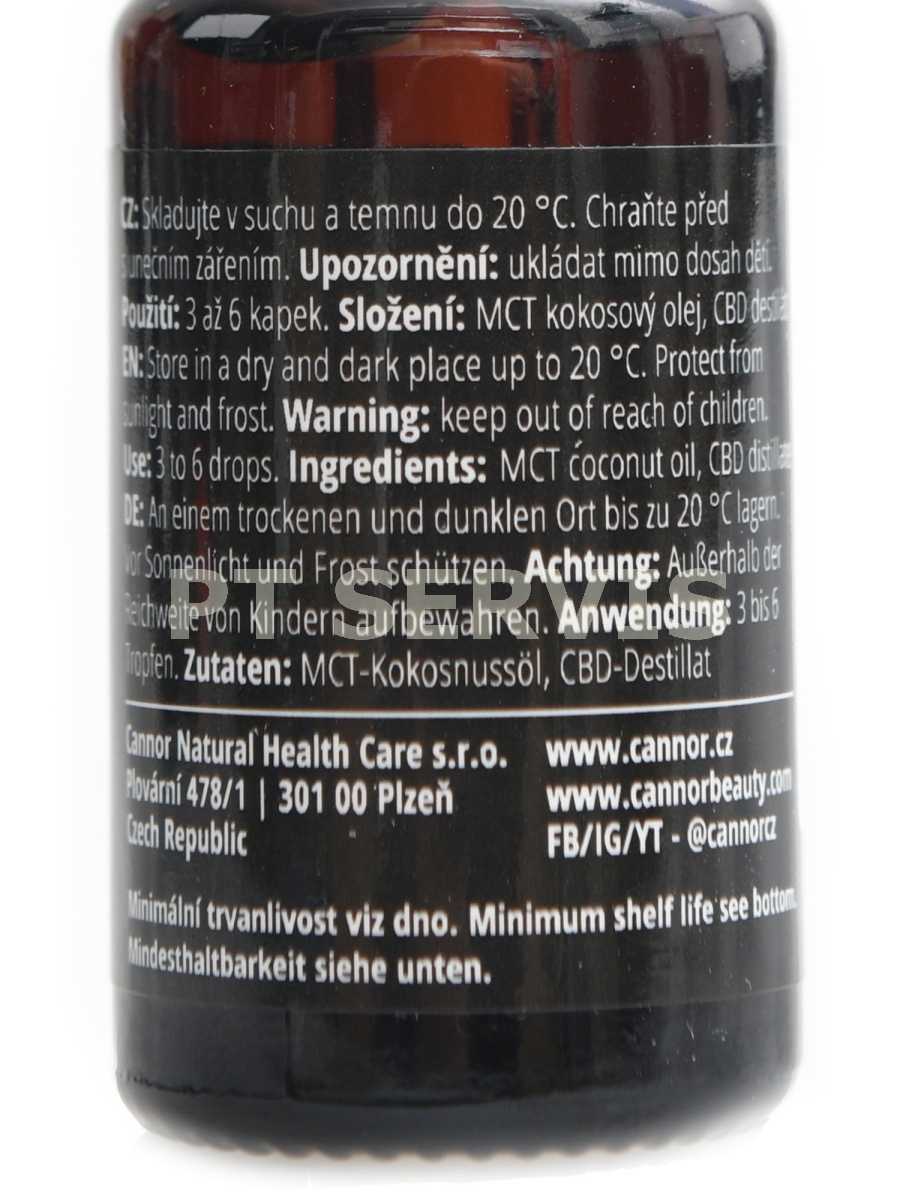 CZ: Skladujte v suchu a temnu do 20 °C. Chraňte před
slunečním zářením. Upozornění: ukládat mimo dosah dětí.
Použití: 3 až 6 kapek. Složení: MCT kokosový olej, CBD
EN: Store in a dry and dark place up to 20 °C. Protect from
sunlight and frost. Warning: keep out of reach of children.
Use: 3 to 6 drops. Ingredients: MCT coconut oil, CBD distillate
DE: An einem trockenen und dunklen Ort bis zu 20 °C lagern.
Vor Sonnenlicht und Frost schützen. Achtung: Außerhalb der
Reichweite von Kindern aufbewahren. Anwendung: 3 bis 6
Tropfen. Zutaten: MCT-Kokosnussöl, CBD-Destillat
PT SERVIS
Cannor Natural Health Care s.r.o.
Plovární 478/1 | 301 00 Plzeň
Czech Republic
www.cannor.cz
www.cannorbeauty.com
FB/IG/YT - @cannorcz
Minimální trvanlivost viz dno. Minimum shelf life see bottom.
Mindesthaltbarkeit siehe unten.